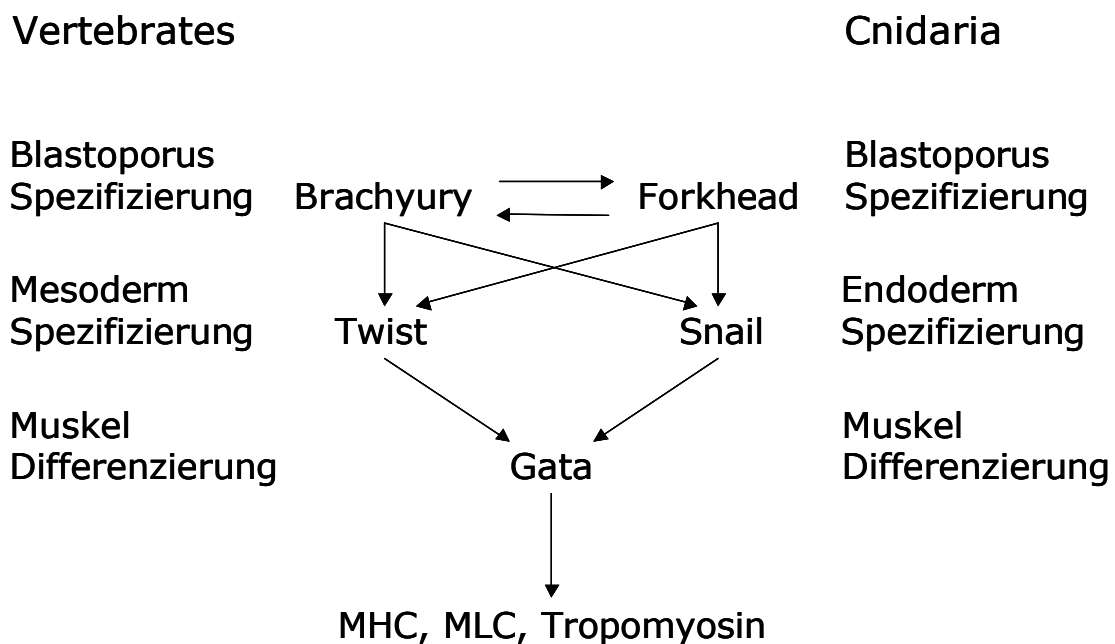 Vertebrates
Cnidaria
Blastoporus
Spezifizierung
Brachyury
Forkhead
Blastoporus
Spezifizierung
Mesoderm
Spezifizierung
Twist
Snail
Endoderm
Spezifizierung
Muskel
Differenzierung
Gata
Muskel
Differenzierung
MHC, MLC, Tropomyosin